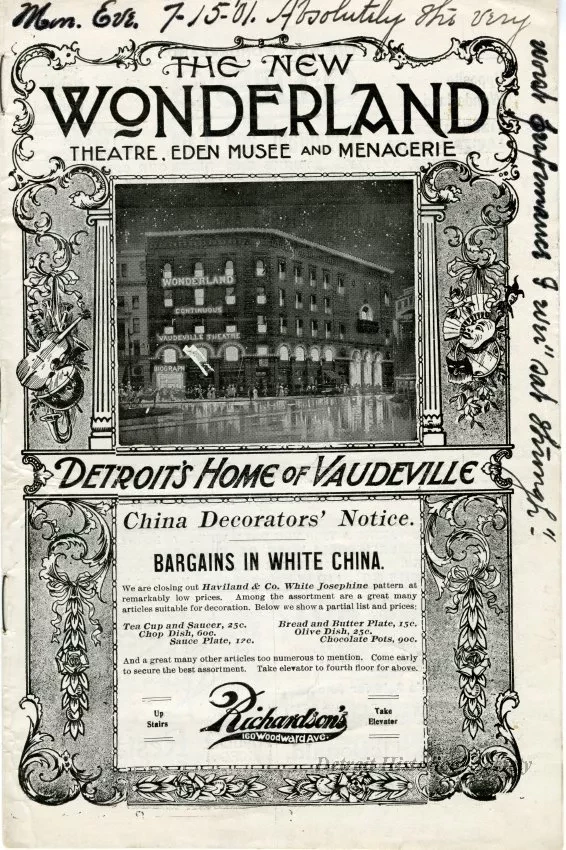 Mon. Eve. 7-15-01. Absolutely the very
worst performance I ever "sat through"-
THE NEW
WONDERLAND
THEATRE, EDEN MUSEE AND MENAGERIE
WONDERLAND
CONTINUOUS
VAUDEVILLE THEATRE
BIOGRAPH
DETROIT'S HOME OF VAUDEVILLE
China Decorators' Notice.
BARGAINS IN WHITE CHINA.
We are closing out Haviland & Co. White Josephine pattern at
remarkably low prices. Among the assortment are a great many
articles suitable for decoration. Below we show a partial list and prices:
Tea Cup and Saucer, 25c.
Chop Dish, 60c.
Sauce Plate, 12c.
Bread and Butter Plate, 15c.
Olive Dish, 25c.
Chocolate Pots, 90c.
And a great many other articles too numerous to mention. Come early
to secure the best assortment. Take elevator to fourth floor for above.
Up
Stairs
Richardson's
160 Woodward Ave.
Take
Elevator
Detroit Historical Society